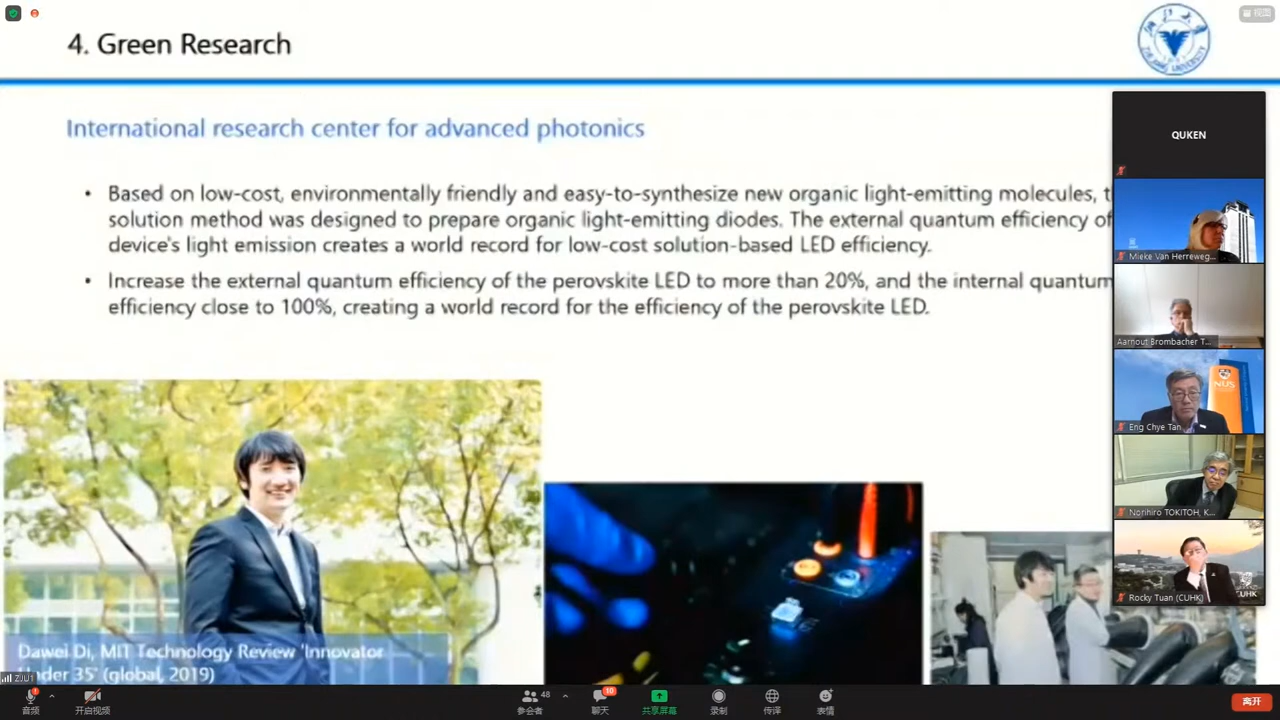 视图
4. Green Research
International research center for advanced photonics
• Based on low-cost, environmentally friendly and easy-to-synthesize new organic light-emitting molecules, t
solution method was designed to prepare organic light-emitting diodes. The external quantum efficiency of
device's light emission creates a world record for low-cost solution-based LED efficiency.
• Increase the external quantum efficiency of the perovskite LED to more than 20%, and the internal quantum
efficiency close to 100%, creating a world record for the efficiency of the perovskite LED.
QUKEN
Mieke Van Herreweg...
Aarnout Brombacher T...
NUS
Eng Chye Tan
Norihiro TOKITOH, K...
Rocky Tuan (CUHK)
CUHK
Dawei Di, MIT Technology Review 'Innovator
Under 35' (global, 2019)
ZJU1
音频
开启视频
48
参会者
10
聊天
共享屏幕
录制
传译
表情
离开